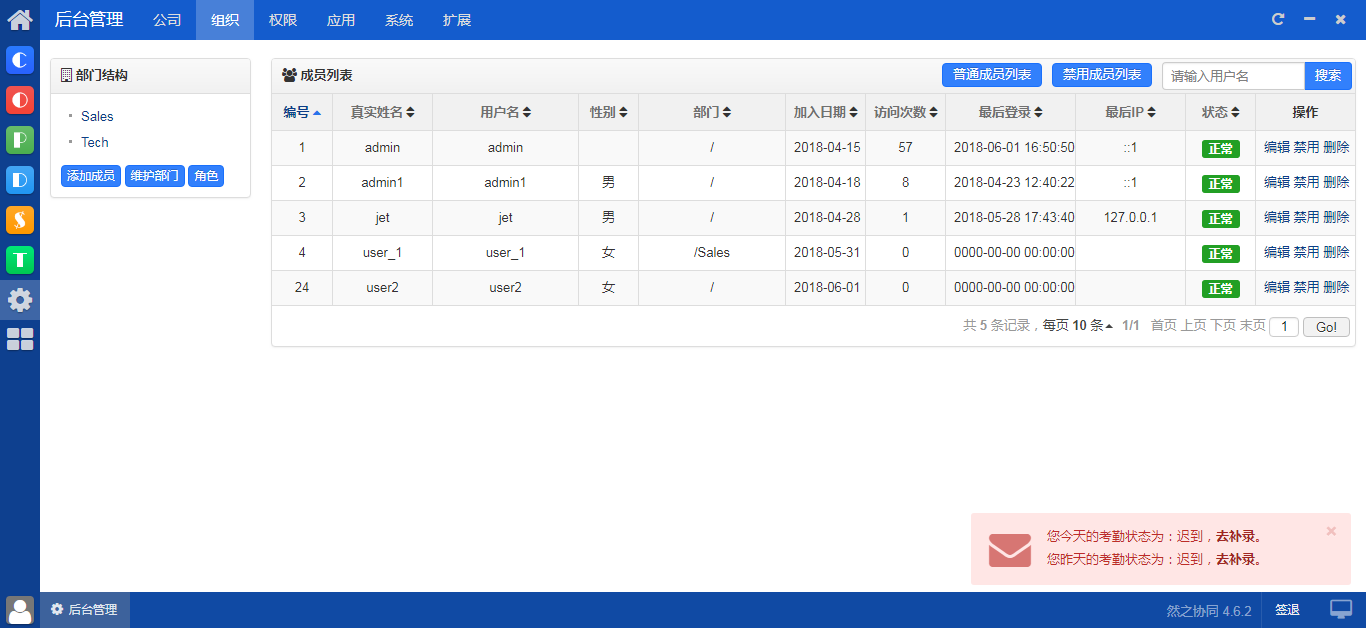 后台管理 公司 组织 权限 应用 系统 扩展
部门结构
Sales
Tech
添加成员 维护部门 角色
成员列表 普通成员列表 禁用成员列表 请输入用户名 搜索
编号 真实姓名 用户名 性别 部门 加入日期 访问次数 最后登录 最后IP 状态 操作
1 admin admin / 2018-04-15 57 2018-06-01 16:50:50 ::1 正常 编辑 禁用 删除
2 admin1 admin1 男 / 2018-04-18 8 2018-04-23 12:40:22 ::1 正常 编辑 禁用 删除
3 jet jet 男 / 2018-04-28 1 2018-05-28 17:43:40 127.0.0.1 正常 编辑 禁用 删除
4 user_1 user_1 女 /Sales 2018-05-31 0 0000-00-00 00:00:00 正常 编辑 禁用 删除
24 user2 user2 女 / 2018-06-01 0 0000-00-00 00:00:00 正常 编辑 禁用 删除
共 5 条记录，每页 10 条 1/1 首页 上页 下页 末页 1 Go!
您今天的考勤状态为：迟到，去补录。 ×
您昨天的考勤状态为：迟到，去补录。
后台管理 然之协同 4.6.2 签退